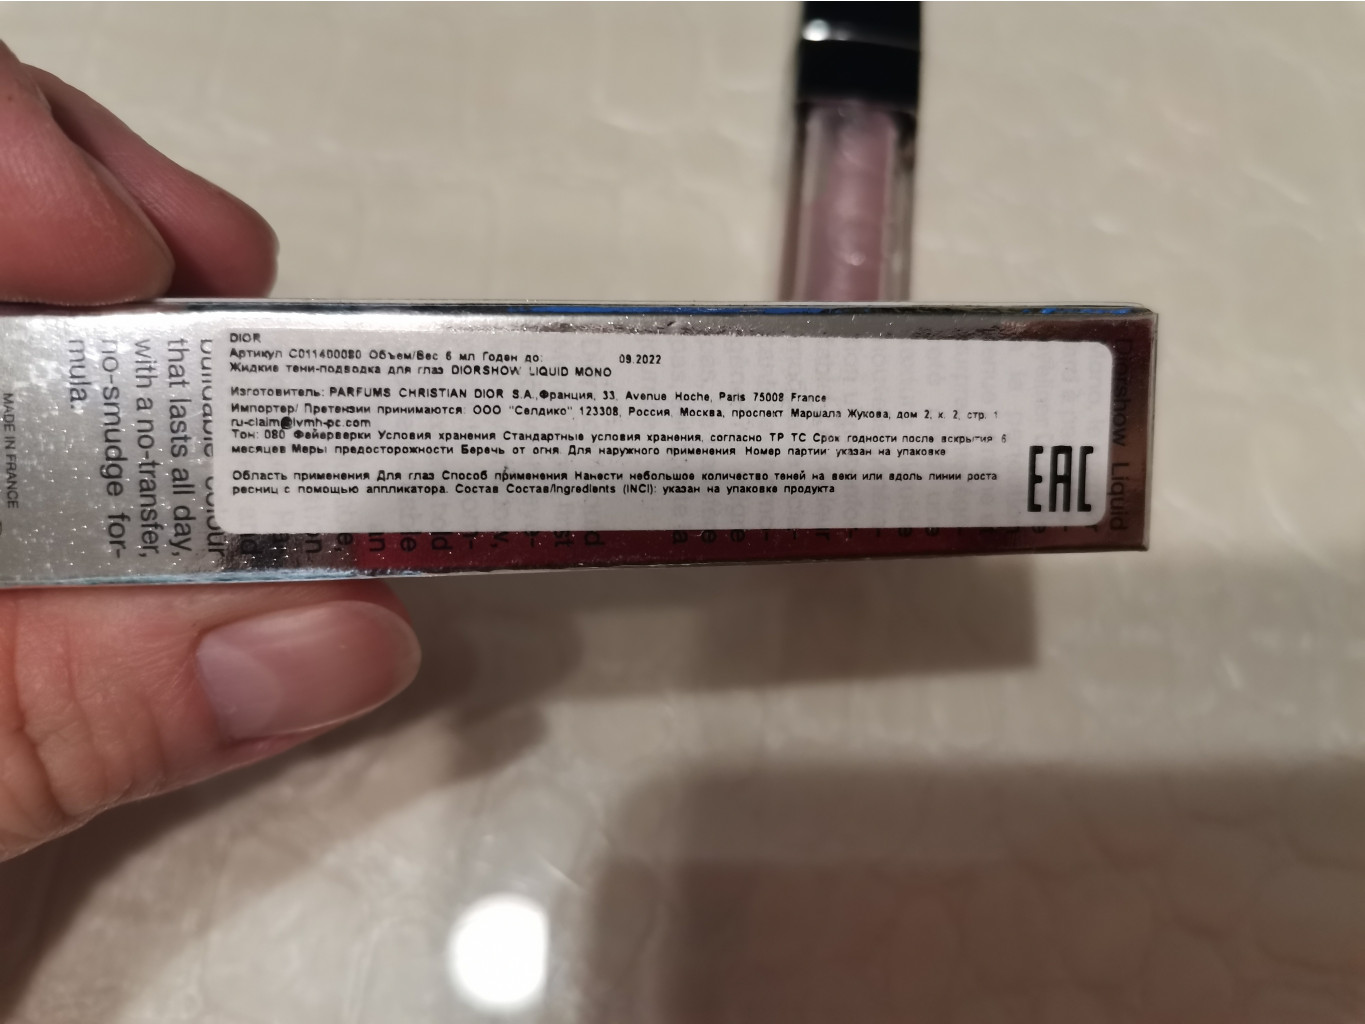 DIOR
Артикул C011400080 Объем/Вес 6 мл Годен до: 09.2022
Жидкие тени-подводка для глаз DIORSHOW LIQUID MONO
Изготовитель: PARFUMS CHRISTIAN DIOR S.A.,Франция, 33, Avenue Hoche, Paris 75008 France
Импортер/ Претензии принимаются: ООО "Селдико" 123308, Россия, Москва, проспект Маршала Жукова, дом 2, к. 2, стр. 1
ru-claim@lvmh-pc.com
Тон: 080 Фейерверки Условия хранения Стандартные условия хранения, согласно ТР ТС Срок годности после вскрытия 6
месяцев Меры предосторожности Беречь от огня. Для наружного применения Номер партии: указан на упаковке
Область применения Для глаз Способ применения Нанести небольшое количество теней на веки или вдоль линии роста
ресниц с помощью аппликатора. Состав Состав/Ingredients (INCI): указан на упаковке продукта
EAC
Diorshow Liquid
buildable colour
that lasts all day,
with a no-transfer,
no-smudge for-
mula.
MADE IN FRANCE